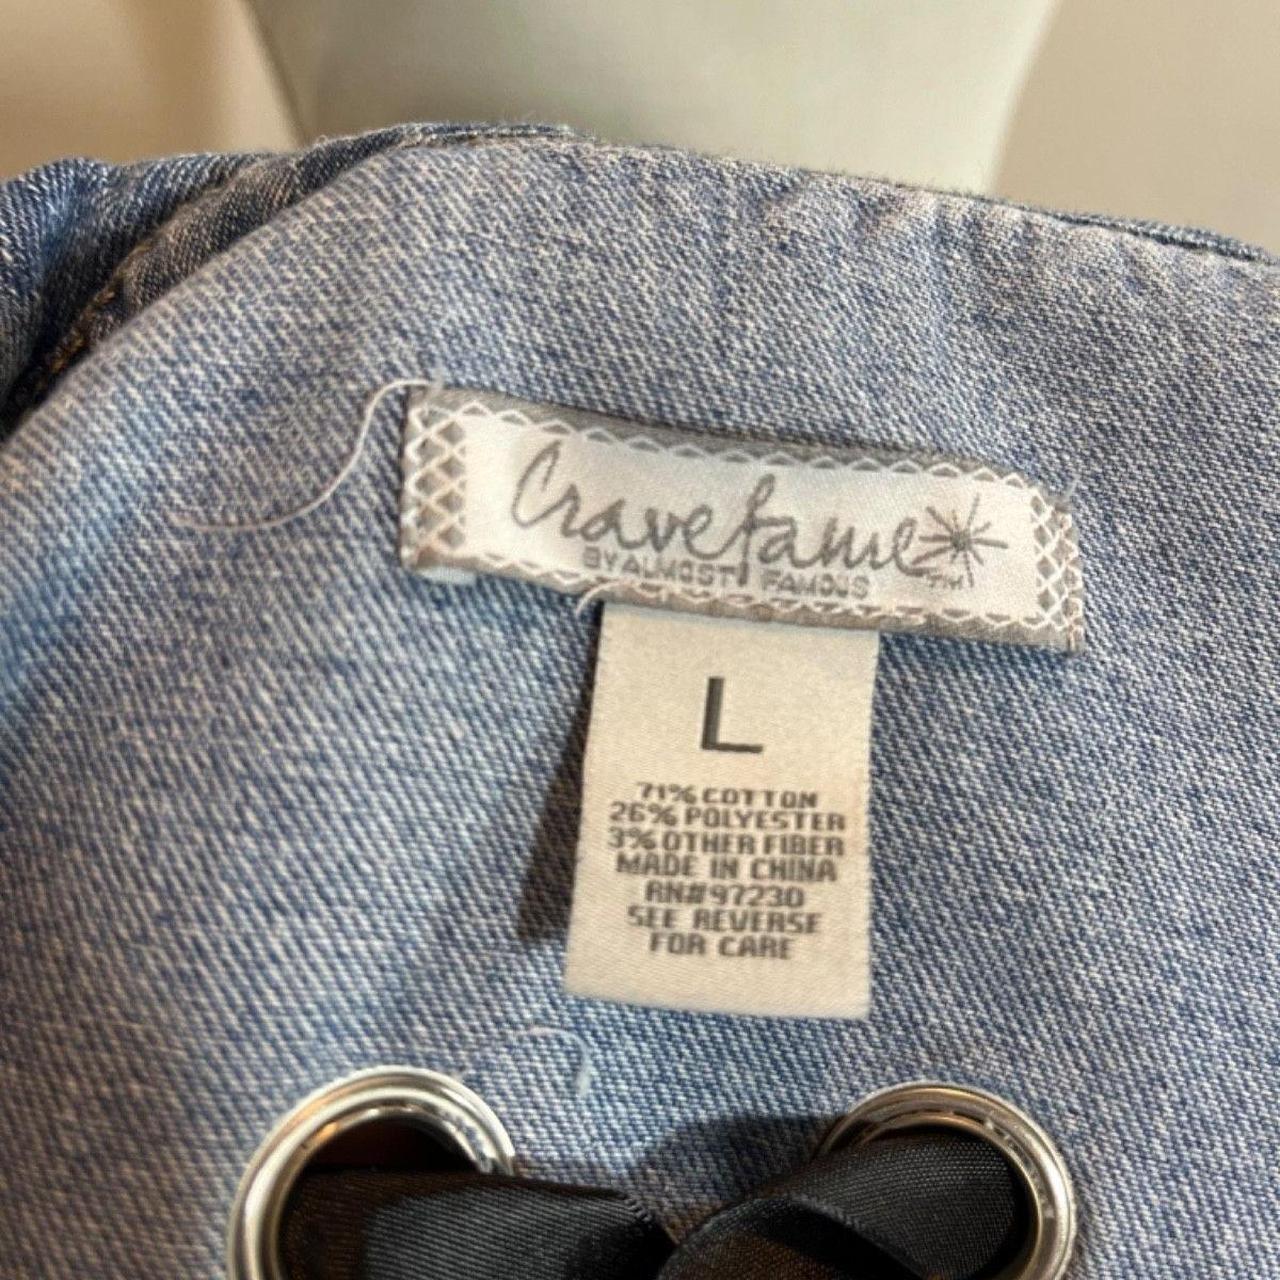 Cravefame
BY ALMOST FAMOUS TM
L
71% COTTON
26% POLYESTER
3% OTHER FIBER
MADE IN CHINA
RN#97230
SEE REVERSE
FOR CARE